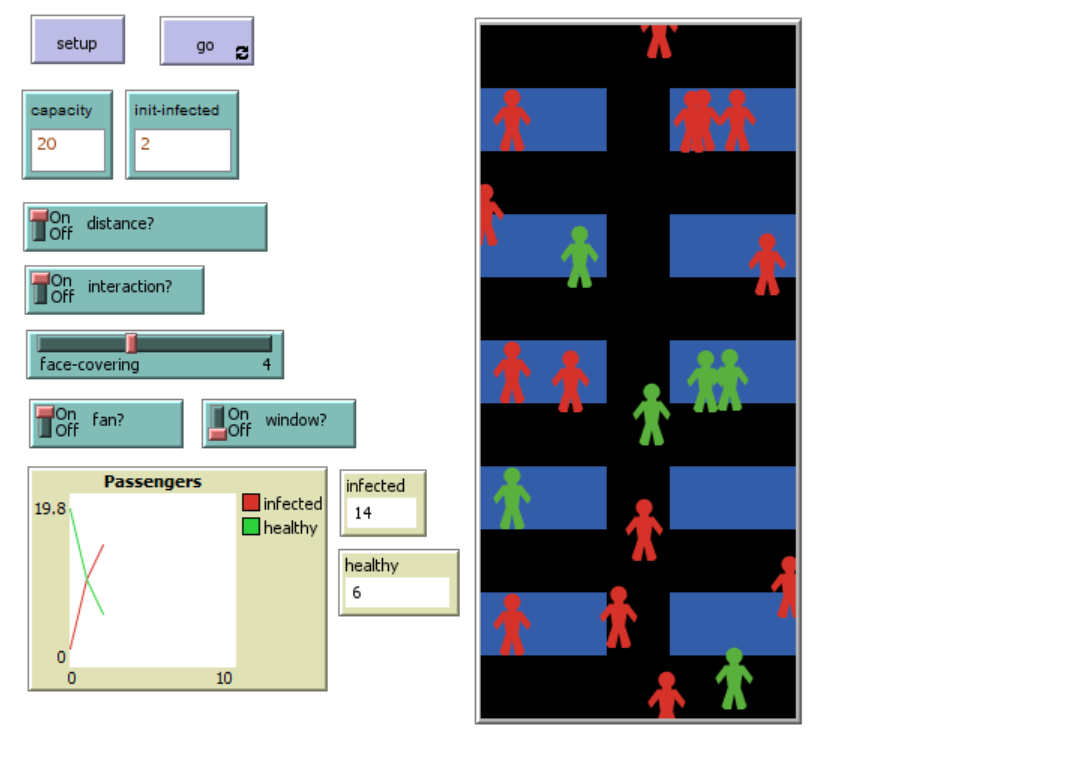 setup
go
capacity
20
init-infected
2
On
Off
distance?
On
Off
interaction?
face-covering 4
On
Off
fan?
On
Off
window?
Passengers
19.8
0
0 10
infected
healthy
infected
14
healthy
6